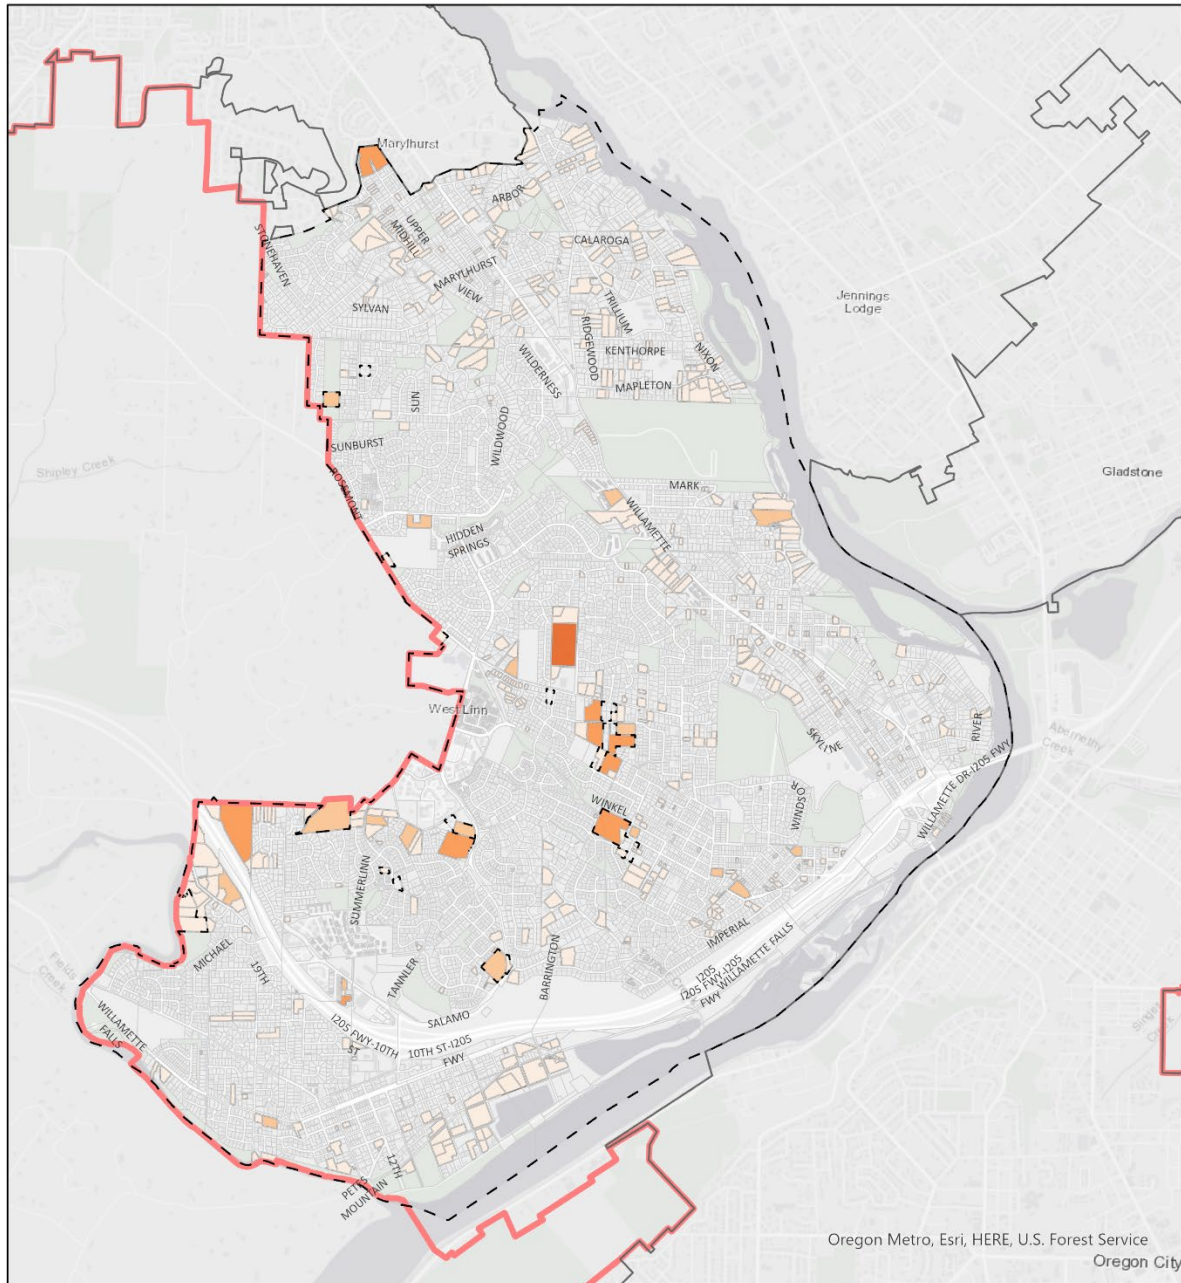 Marylhurst
ARBOR
UPPER
MIDHILL
STONEHAVEN
CALAROGA
MARYLHURST
VIEW
Jennings
Lodge
SYLVAN
TRILLIUM
RIDGEWOOD
KENTHORPE
NIXON
WILDERNESS
MAPLETON
SUN
WILDWOOD
SUNBURST
Shipley Creek
Gladstone
ROSEMONT
MARK
WILLAMETTE
HIDDEN
SPRINGS
West Linn
SKYLINE
RIVER
Abernethy
Creek
WILLAMETTE DR-I205 FWY
WINKEL
WINDSOR
SUMMERLINN
IMPERIAL
MICHAEL
19TH
TANNLER
BARRINGTON
I205
I205 FWY-I205
FWY WILLAMETTE FALLS
Fields
Creek
WILLAMETTE
FALLS
SALAMO
I205 FWY-10TH
ST
10TH ST-I205
FWY
12TH
PETES
MOUNTAIN
Oregon Metro, Esri, HERE, U.S. Forest Service
Oregon City